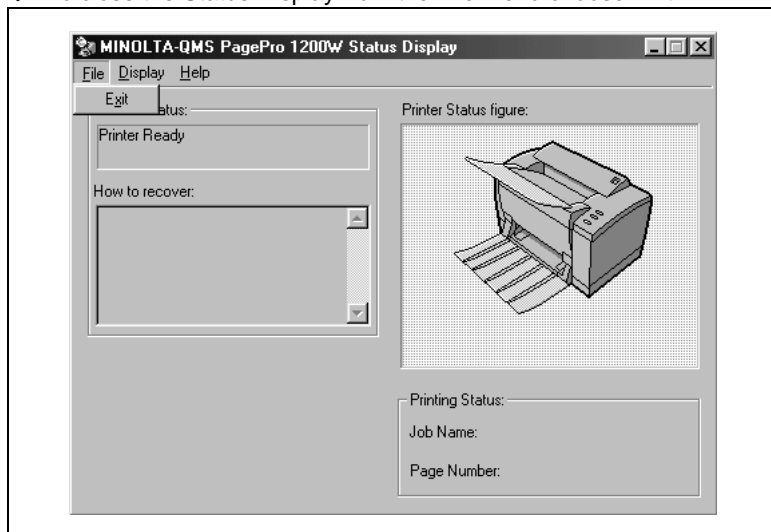 MINOLTA-QMS PagePro 1200W Status Display
File Display Help
Exit
atus:
Printer Ready
How to recover:
Printer Status figure:
Printing Status:
Job Name:
Page Number: